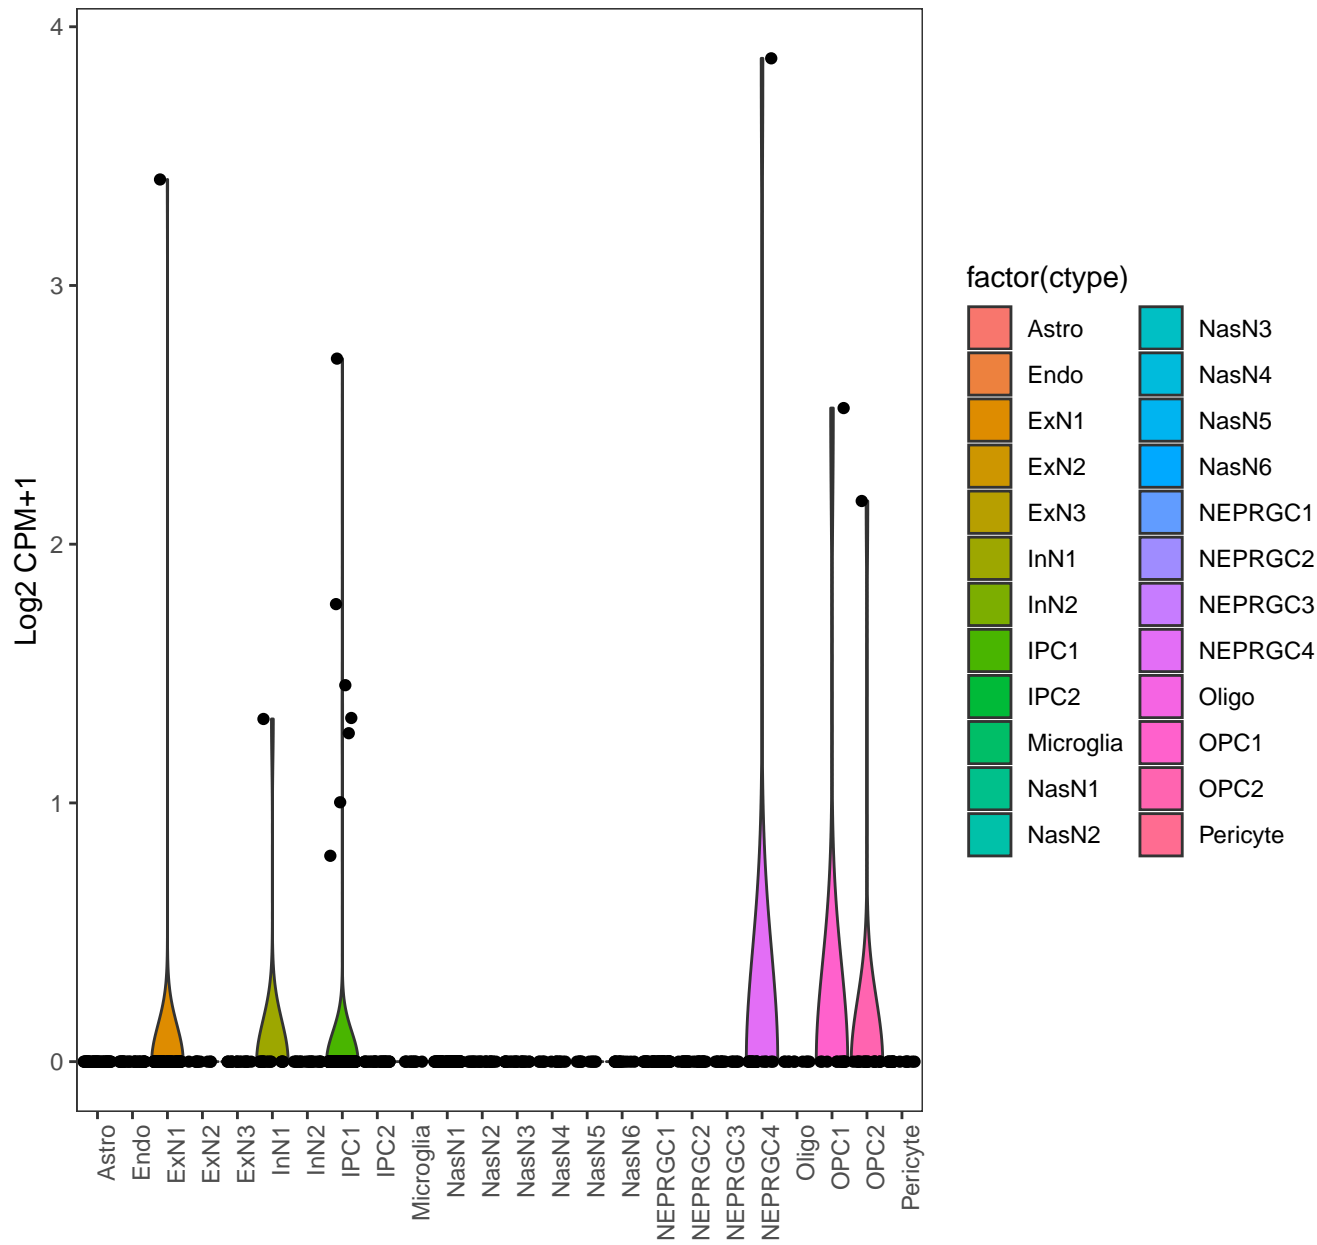 4
3
2
1
0
Log2 CPM+1
Astro
Endo
ExN1
ExN2
ExN3
InN1
InN2
IPC1
IPC2
Microglia
NasN1
NasN2
NasN3
NasN4
NasN5
NasN6
NEPRGC1
NEPRGC2
NEPRGC3
NEPRGC4
Oligo
OPC1
OPC2
Pericyte
factor(ctype)
Astro
Endo
ExN1
ExN2
ExN3
InN1
InN2
IPC1
IPC2
Microglia
NasN1
NasN2
NasN3
NasN4
NasN5
NasN6
NEPRGC1
NEPRGC2
NEPRGC3
NEPRGC4
Oligo
OPC1
OPC2
Pericyte